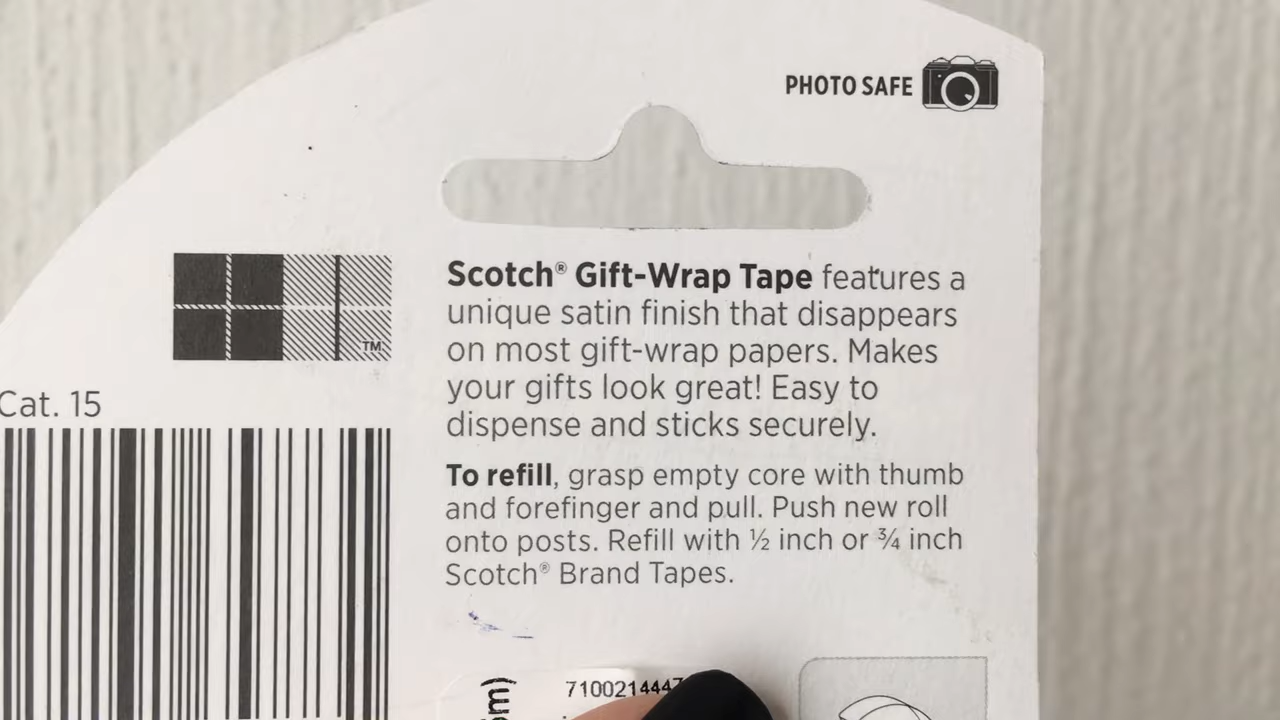 PHOTO SAFE
Scotch® Gift-Wrap Tape features a
unique satin finish that disappears
on most gift-wrap papers. Makes
your gifts look great! Easy to
dispense and sticks securely.
To refill, grasp empty core with thumb
and forefinger and pull. Push new roll
onto posts. Refill with ½ inch or ¾ inch
Scotch® Brand Tapes.
TM
Cat. 15
m)
710021444